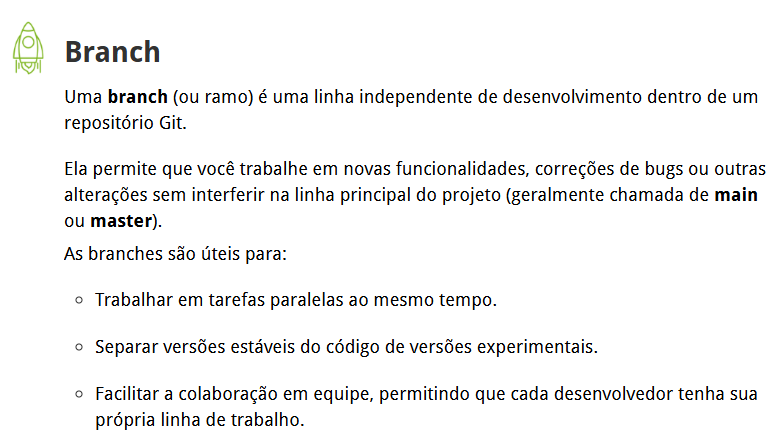 Branch
Uma branch (ou ramo) é uma linha independente de desenvolvimento dentro de um
repositório Git.
Ela permite que você trabalhe em novas funcionalidades, correções de bugs ou outras
alterações sem interferir na linha principal do projeto (geralmente chamada de main
ou master).
As branches são úteis para:
◦ Trabalhar em tarefas paralelas ao mesmo tempo.
◦ Separar versões estáveis do código de versões experimentais.
◦ Facilitar a colaboração em equipe, permitindo que cada desenvolvedor tenha sua
própria linha de trabalho.